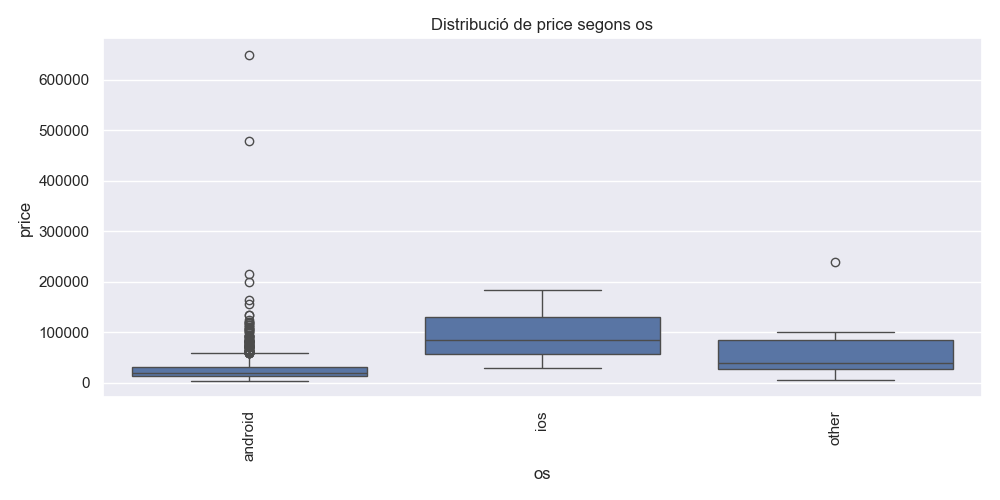 Distribució de price segons os
600000
500000
400000
300000
200000
100000
0
price
android
ios
other
os